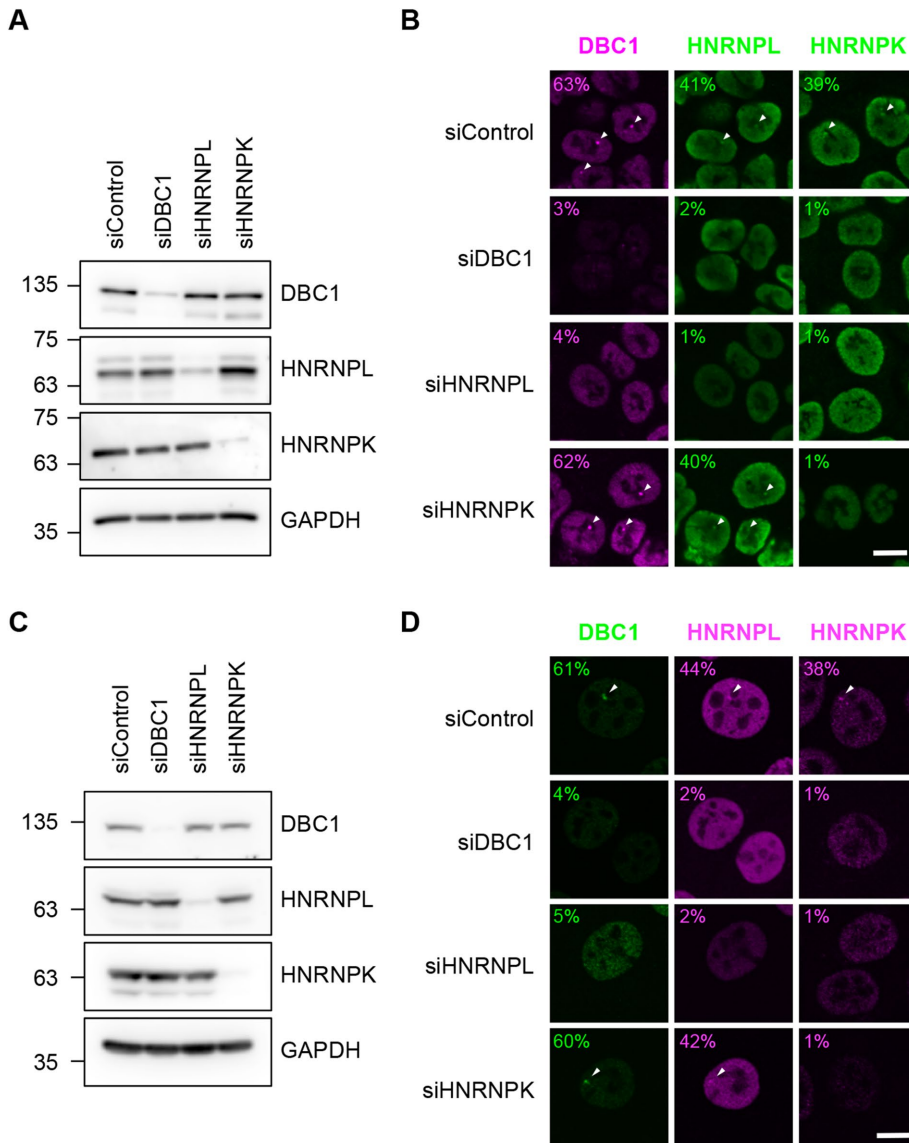 A
siControl
siDBC1
siHNRNPL
siHNRNPK
135
DBC1
75
HNRNPL
63
75
HNRNPK
63
GAPDH
35
B
DBC1 HNRNPL HNRNPK
siControl 63% 41% 39%
siDBC1 3% 2% 1%
siHNRNPL 4% 1% 1%
siHNRNPK 62% 40% 1%
C
siControl
siDBC1
siHNRNPL
siHNRNPK
135
DBC1
HNRNPL
63
HNRNPK
63
GAPDH
35
D
DBC1 HNRNPL HNRNPK
siControl 61% 44% 38%
siDBC1 4% 2% 1%
siHNRNPL 5% 2% 1%
siHNRNPK 60% 42% 1%